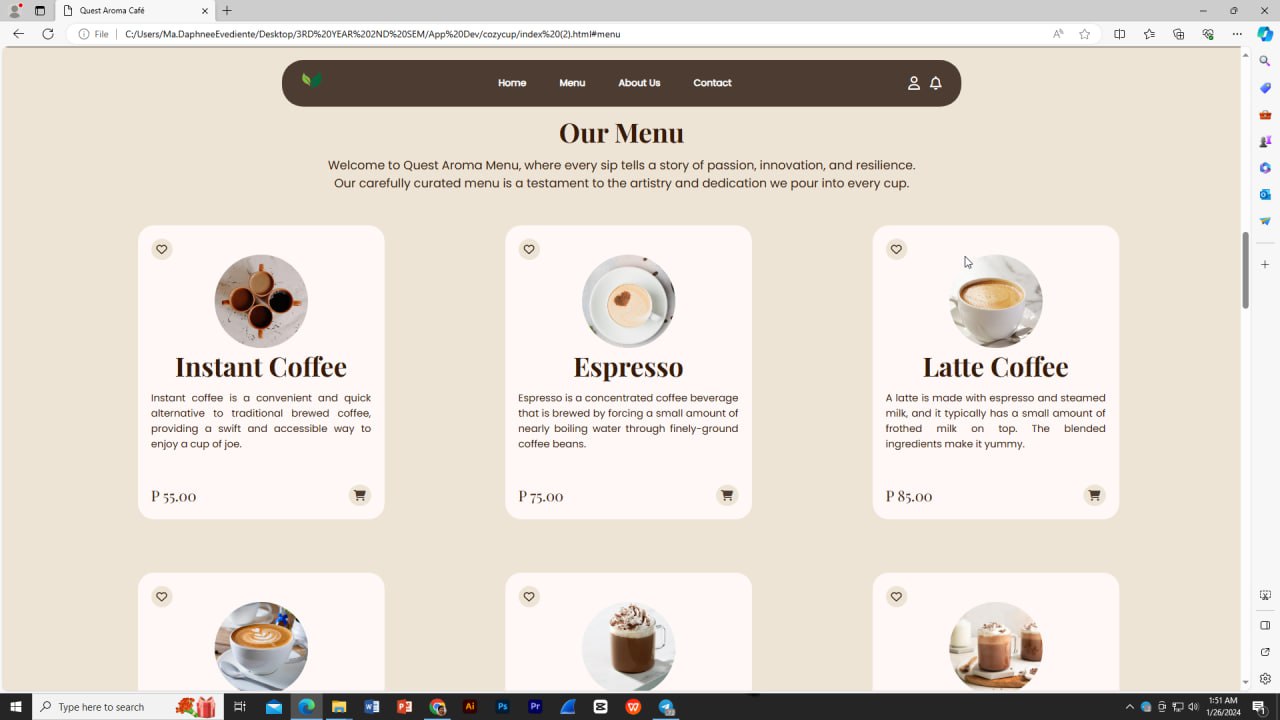 Quest Aroma Café
File
C:/Users/Ma.DaphneeEvediente/Desktop/3RD%20YEAR%202ND%20SEM/App%20Dev/cozycup/index%20(2).html#menu
Home Menu About Us Contact
Our Menu
Welcome to Quest Aroma Menu, where every sip tells a story of passion, innovation, and resilience.
Our carefully curated menu is a testament to the artistry and dedication we pour into every cup.
Instant Coffee
Instant coffee is a convenient and quick
alternative to traditional brewed coffee,
providing a swift and accessible way to
enjoy a cup of joe.
P 55.00
Espresso
Espresso is a concentrated coffee beverage
that is brewed by forcing a small amount of
nearly boiling water through finely-ground
coffee beans.
P 75.00
Latte Coffee
A latte is made with espresso and steamed
milk, and it typically has a small amount of
frothed milk on top. The blended
ingredients make it yummy.
P 85.00
Type here to search
1:51 AM
1/26/2024